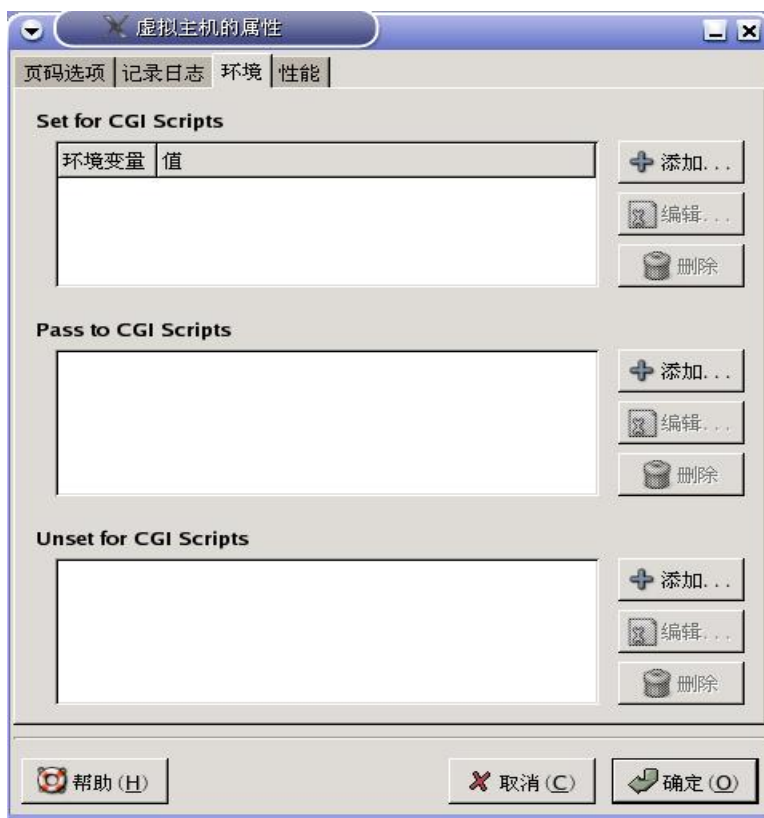 虚拟主机的属性
页码选项 记录日志 环境 性能
Set for CGI Scripts
环境变量 值
添加...
编辑...
删除
Pass to CGI Scripts
添加...
编辑...
删除
Unset for CGI Scripts
添加...
编辑...
删除
帮助(H) 取消(C) 确定(O)